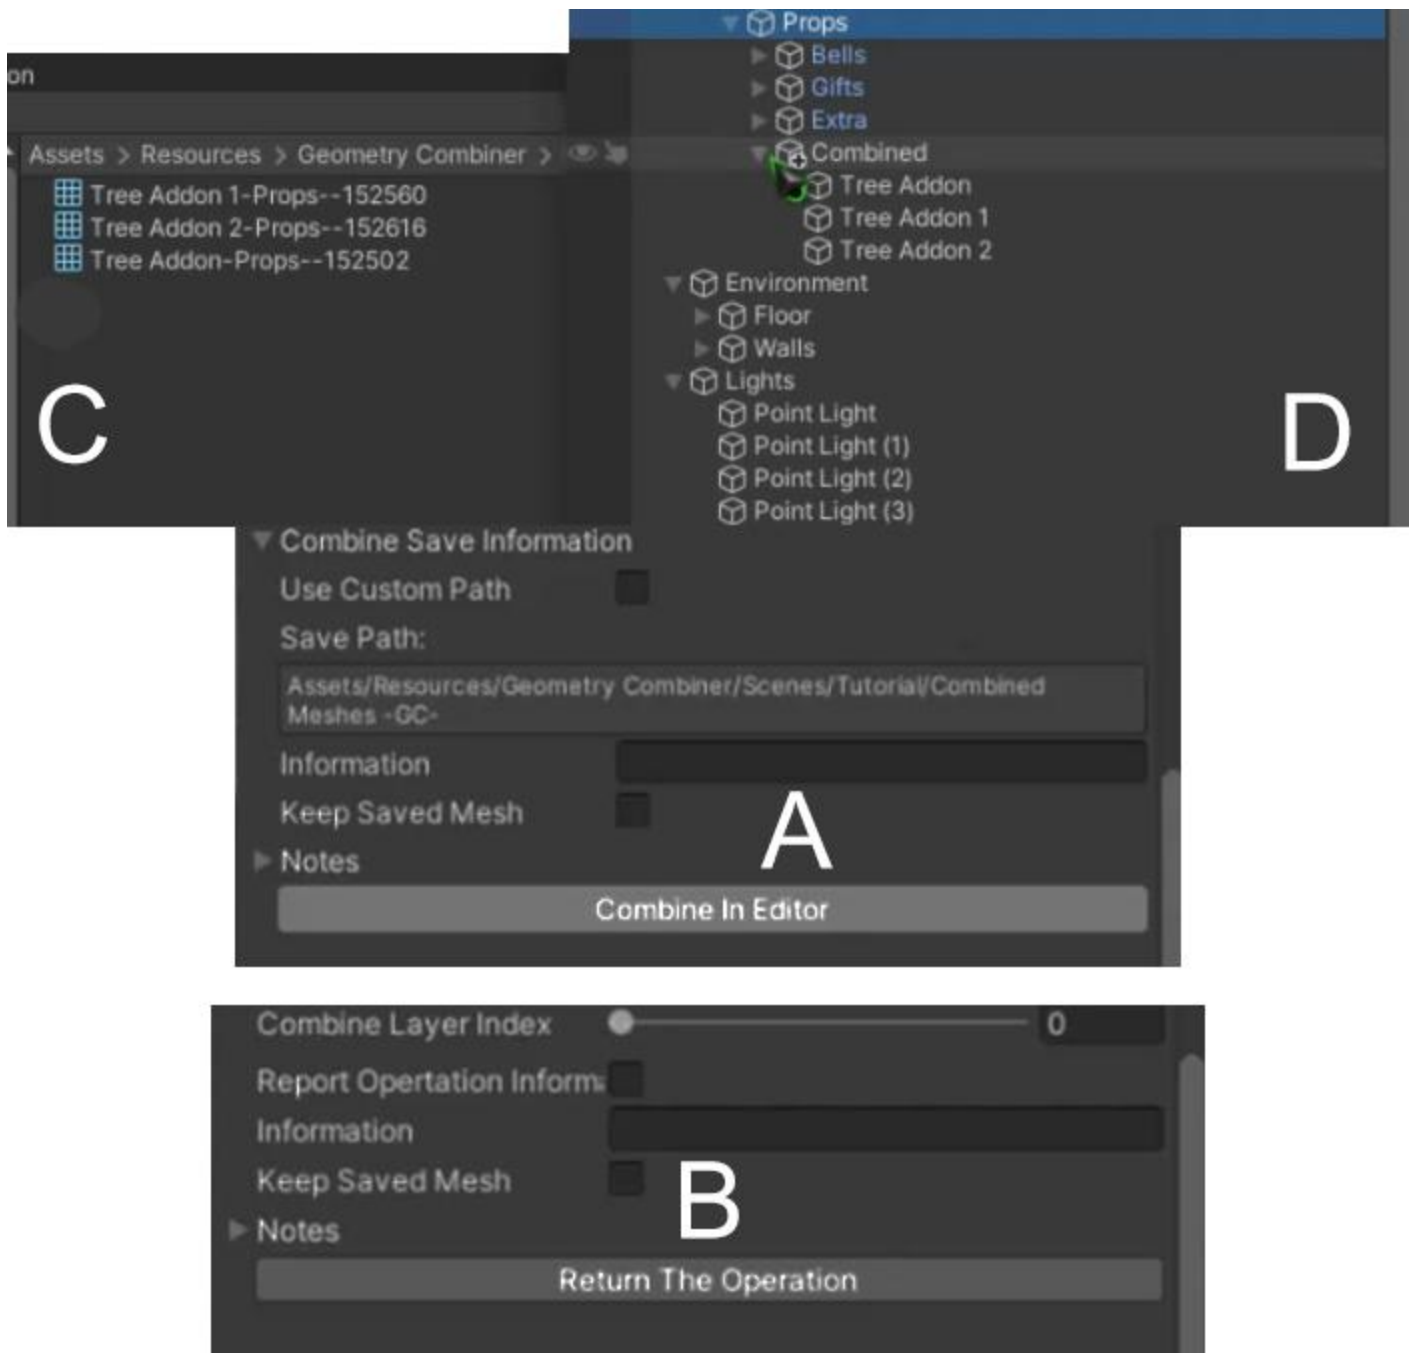 on
Assets > Resources > Geometry Combiner >
Tree Addon 1-Props--152560
Tree Addon 2-Props--152616
Tree Addon-Props--152502
C
Props
Bells
Gifts
Extra
Combined
Tree Addon
Tree Addon 1
Tree Addon 2
Environment
Floor
Walls
Lights
Point Light
Point Light (1)
Point Light (2)
Point Light (3)
D
Combine Save Information
Use Custom Path
Save Path:
Assets/Resources/Geometry Combiner/Scenes/Tutorial/Combined
Meshes -GC-
Information
Keep Saved Mesh
A
Notes
Combine In Editor
Combine Layer Index 0
Report Opertation Inform
Information
Keep Saved Mesh
B
Notes
Return The Operation